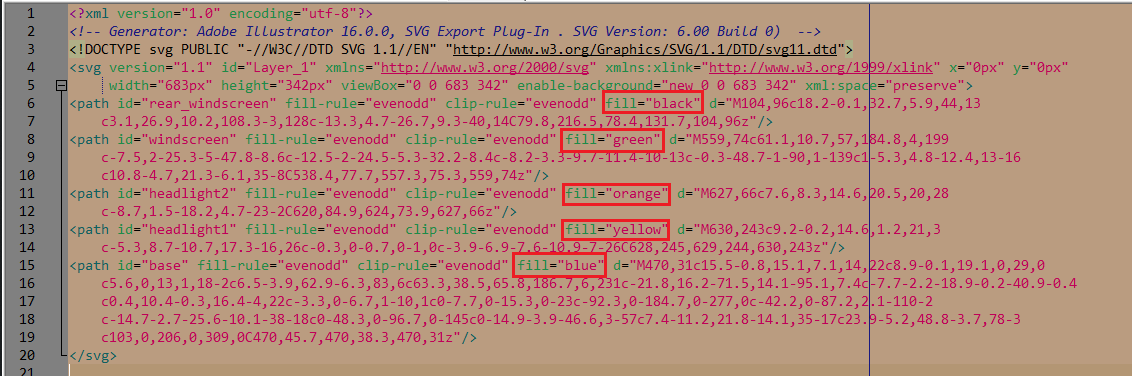 1 <?xml version="1.0" encoding="utf-8"?>
2 <!-- Generator: Adobe Illustrator 16.0.0, SVG Export Plug-In . SVG Version: 6.00 Build 0)  -->
3 <!DOCTYPE svg PUBLIC "-//W3C//DTD SVG 1.1//EN" "http://www.w3.org/Graphics/SVG/1.1/DTD/svg11.dtd">
4 <svg version="1.1" id="Layer_1" xmlns="http://www.w3.org/2000/svg" xmlns:xlink="http://www.w3.org/1999/xlink" x="0px" y="0px"
5 width="683px" height="342px" viewBox="0 0 683 342" enable-background="new 0 0 683 342" xml:space="preserve">
6 <path id="rear_windscreen" fill-rule="evenodd" clip-rule="evenodd" fill="black" d="M104,96c18.2-0.1,32.7,5.9,44,13
7 c3.1,26.9,10.2,108.3-3,128c-13.3,4.7-26.7,9.3-40,14C79.8,216.5,78.4,131.7,104,96z"/>
8 <path id="windscreen" fill-rule="evenodd" clip-rule="evenodd" fill="green" d="M559,74c61.1,10.7,57,184.8,4,199
9 c-7.5,2-25.3-5-47.8-8.6c-12.5-2-24.5-5.3-32.2-8.4c-8.2-3.3-9.7-11.4-10-13c-0.3-48.7-1-90,1-139c1-5.3,4.8-12.4,13-16
10 c10.8-4.7,21.3-6.1,35-8C538.4,77.7,557.3,75.3,559,74z"/>
11 <path id="headlight2" fill-rule="evenodd" clip-rule="evenodd" fill="orange" d="M627,66c7.6,8.3,14.6,20.5,20,28
12 c-8.7,1.5-18.2,4.7-23-2C620,84.9,624,73.9,627,66z"/>
13 <path id="headlight1" fill-rule="evenodd" clip-rule="evenodd" fill="yellow" d="M630,243c9.2-0.2,14.6,1.2,21,3
14 c-5.3,8.7-10.7,17.3-16,26c-0.3,0-0.7,0-1,0c-3.9-6.9-7.6-10.9-7-26C628,245,629,244,630,243z"/>
15 <path id="base" fill-rule="evenodd" clip-rule="evenodd" fill="blue" d="M470,31c15.5-0.8,15.1,7.1,14,22c8.9-0.1,19.1,0,29,0
16 c5.6,0,13,1,18-2c6.5-3.9,62.9-6.3,83,6c63.3,38.5,65.8,186.7,6,231c-21.8,16.2-71.5,14.1-95.1,7.4c-7.7-2.2-18.9-0.2-40.9-0.4
17 c0.4,10.4-0.3,16.4-4,22c-3.3,0-6.7,1-10,1c0-7.7,0-15.3,0-23c-92.3,0-184.7,0-277,0c-42.2,0-87.2,2.1-110-2
18 c-14.7-2.7-25.6-10.1-38-18c0-48.3,0-96.7,0-145c0-14.9-3.9-46.6,3-57c7.4-11.2,21.8-14.1,35-17c23.9-5.2,48.8-3.7,78-3
19 c103,0,206,0,309,0C470,45.7,470,38.3,470,31z"/>
20 </svg>
21